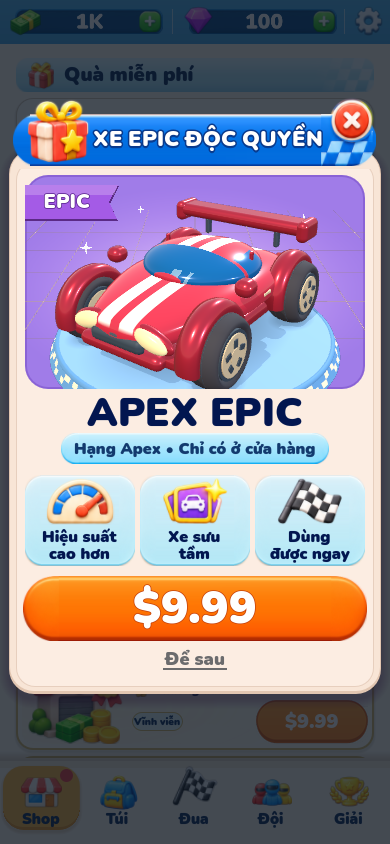 1K
100
Quà miễn phí
XE EPIC ĐỘC QUYỀN
EPIC
APEX EPIC
Hạng Apex • Chỉ có ở cửa hàng
Hiệu suất
cao hơn
Xe sưu
tầm
Dùng
được ngay
$9.99
Để sau
Vĩnh viễn
$9.99
Shop
Túi
Đua
Đội
Giải